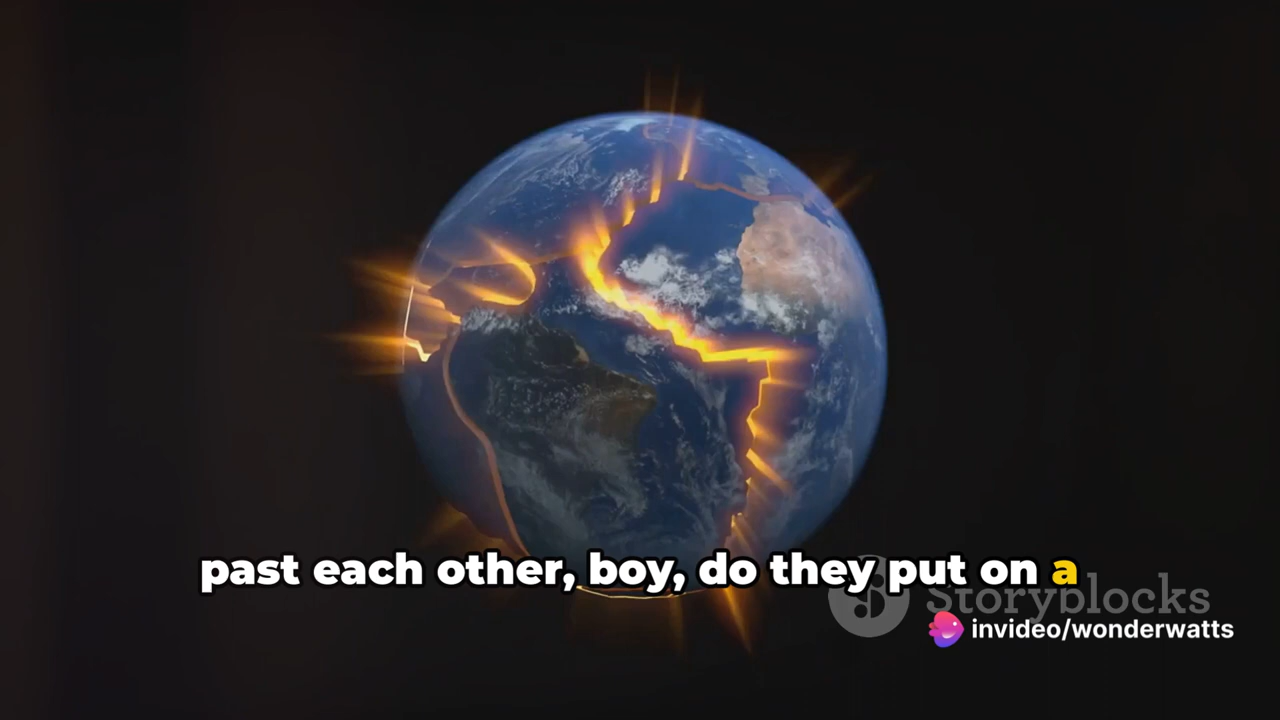 past each other, boy, do they put on a
Storyblocks
invideo/wonderwatts